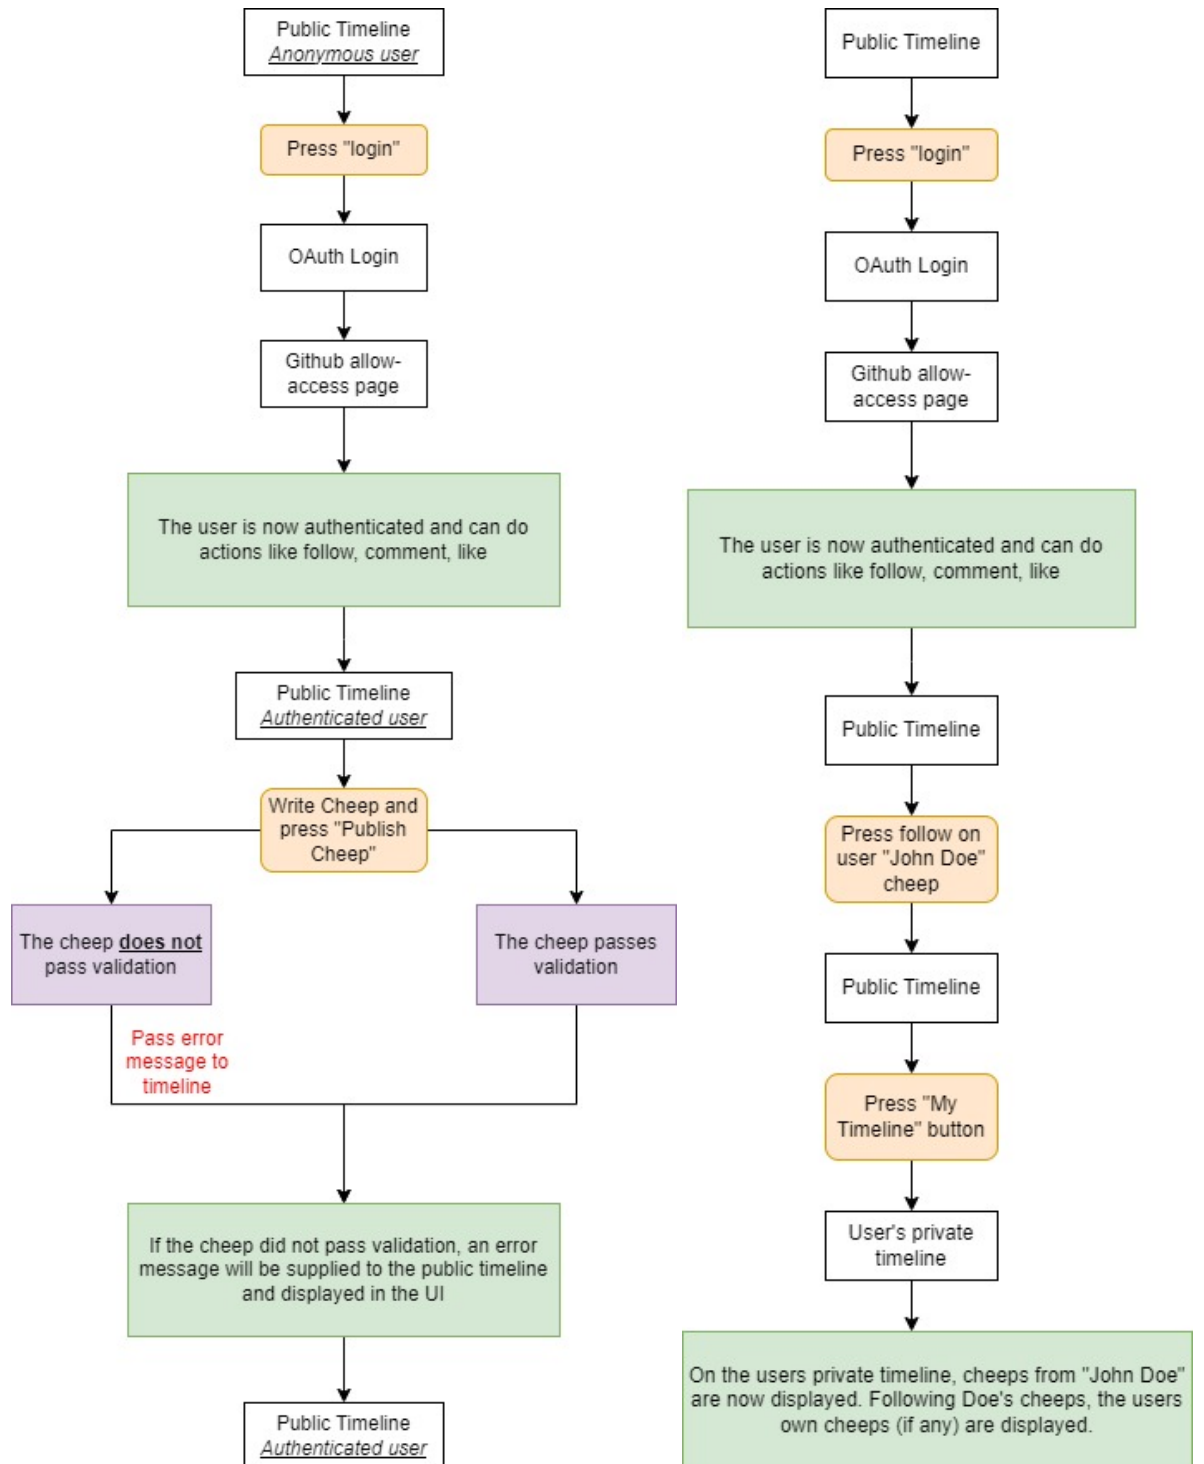 Public Timeline
Anonymous user
Press "login"
OAuth Login
Github allow-
access page
The user is now authenticated and can do
actions like follow, comment, like
Public Timeline
Authenticated user
Write Cheep and
press "Publish
Cheep"
The cheep does not
pass validation
The cheep passes
validation
Pass error
message to
timeline
If the cheep did not pass validation, an error
message will be supplied to the public timeline
and displayed in the UI
Public Timeline
Authenticated user
Public Timeline
Press "login"
OAuth Login
Github allow-
access page
The user is now authenticated and can do
actions like follow, comment, like
Public Timeline
Press follow on
user "John Doe"
cheep
Public Timeline
Press "My
Timeline" button
User's private
timeline
On the users private timeline, cheeps from "John Doe"
are now displayed. Following Doe's cheeps, the users
own cheeps (if any) are displayed.